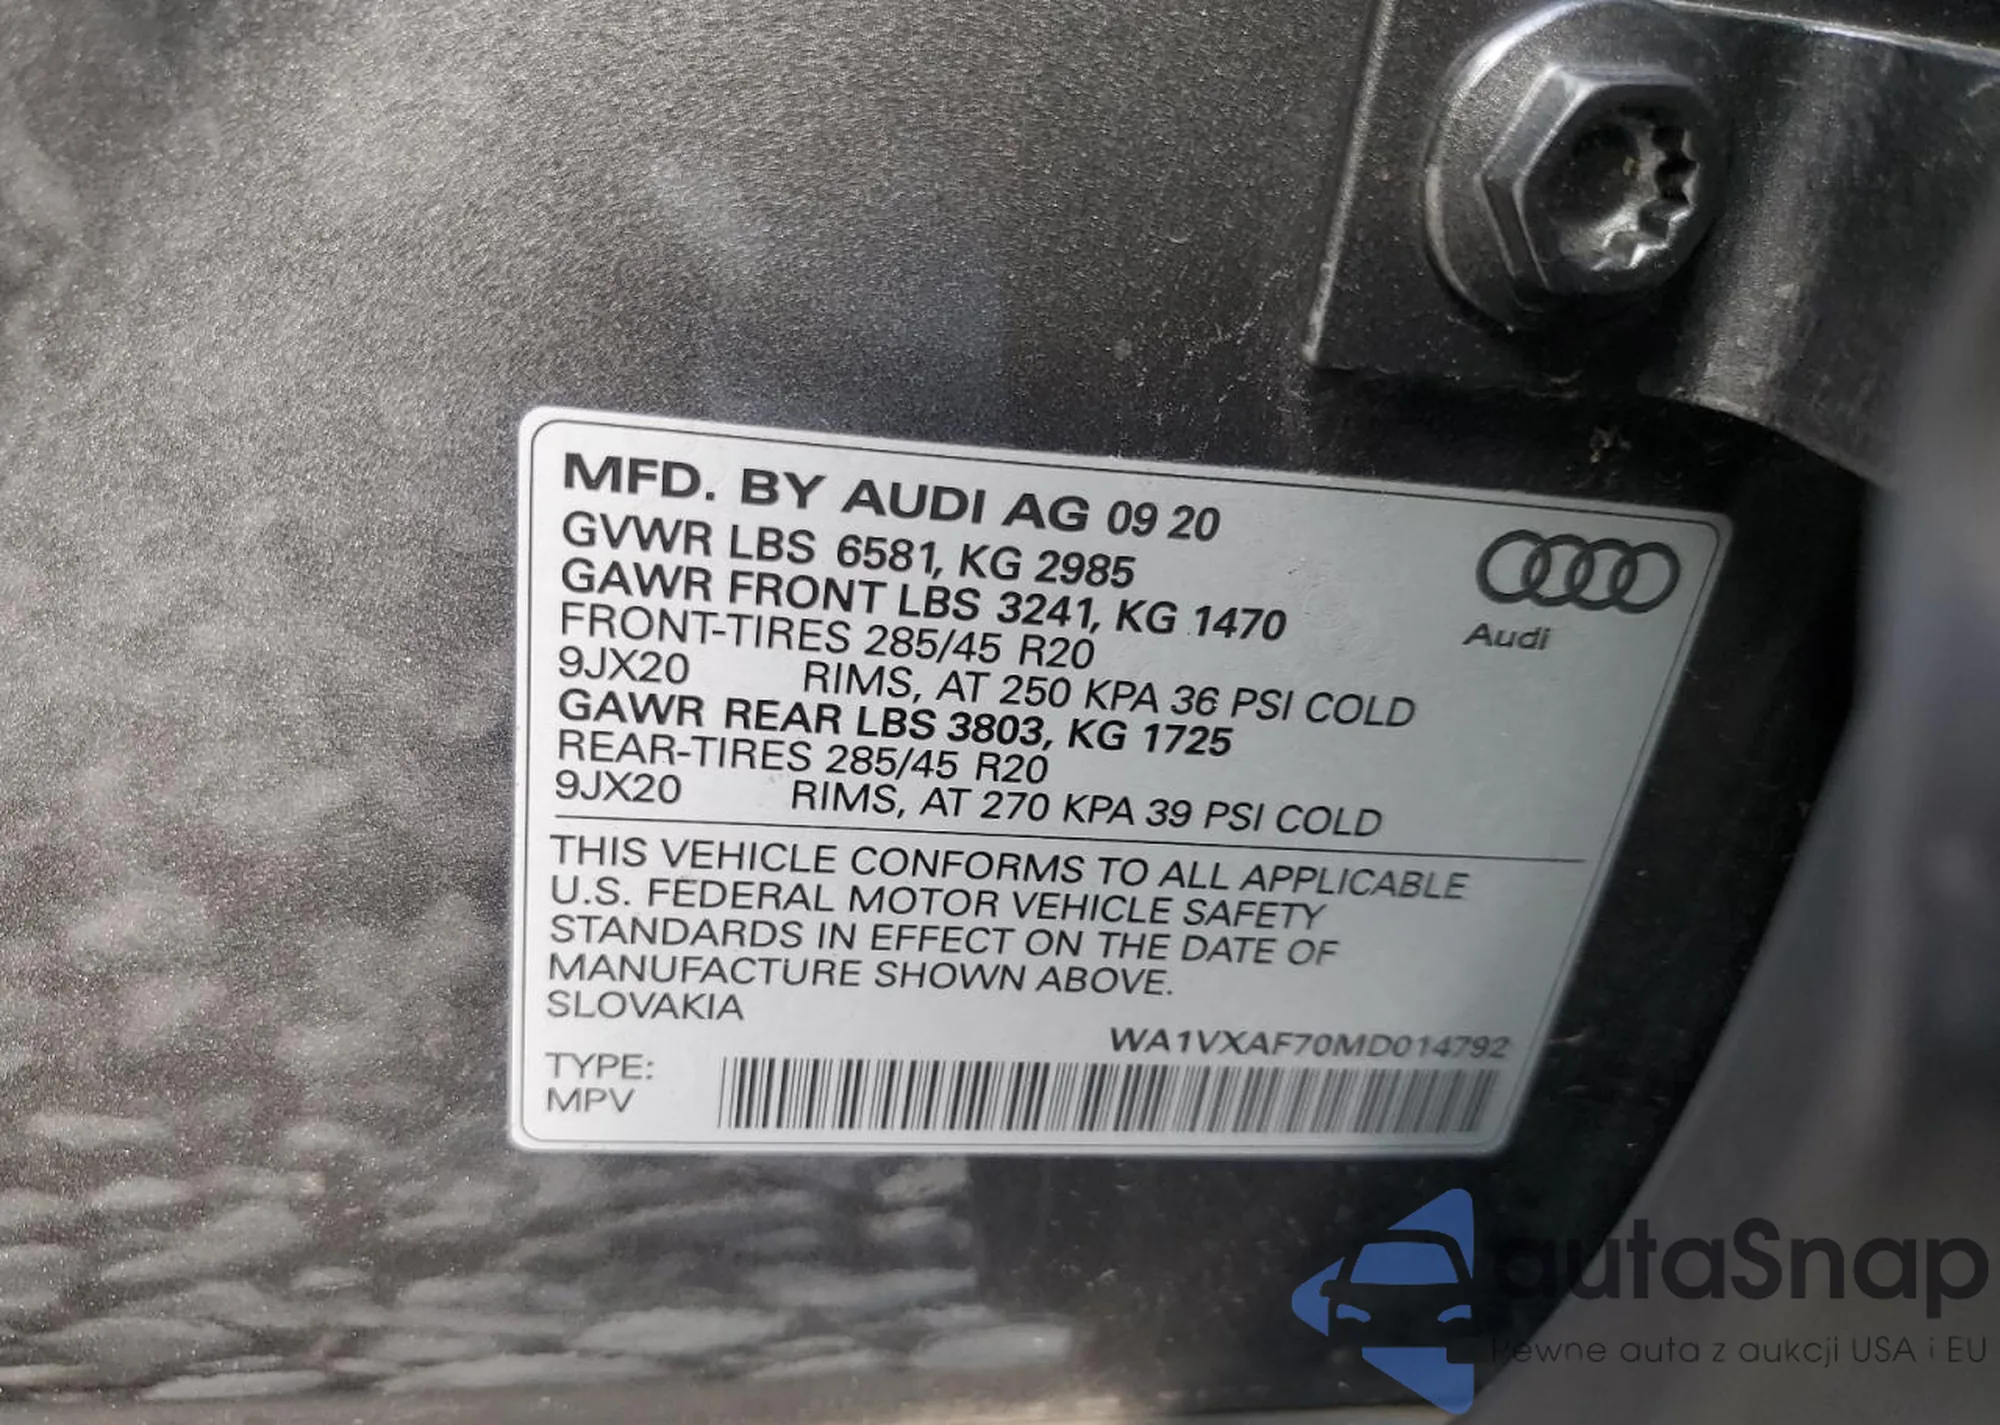 MFD. BY AUDI AG 09 20
GVWR LBS 6581, KG 2985
GAWR FRONT LBS 3241, KG 1470
FRONT-TIRES 285/45 R20
9JX20 RIMS, AT 250 KPA 36 PSI COLD
GAWR REAR LBS 3803, KG 1725
REAR-TIRES 285/45 R20
9JX20 RIMS, AT 270 KPA 39 PSI COLD
Audi
THIS VEHICLE CONFORMS TO ALL APPLICABLE
U.S. FEDERAL MOTOR VEHICLE SAFETY
STANDARDS IN EFFECT ON THE DATE OF
MANUFACTURE SHOWN ABOVE.
SLOVAKIA
WA1VXAF70MD014792
TYPE:
MPV
autaSnap
Pewne auta z aukcji USA i EU